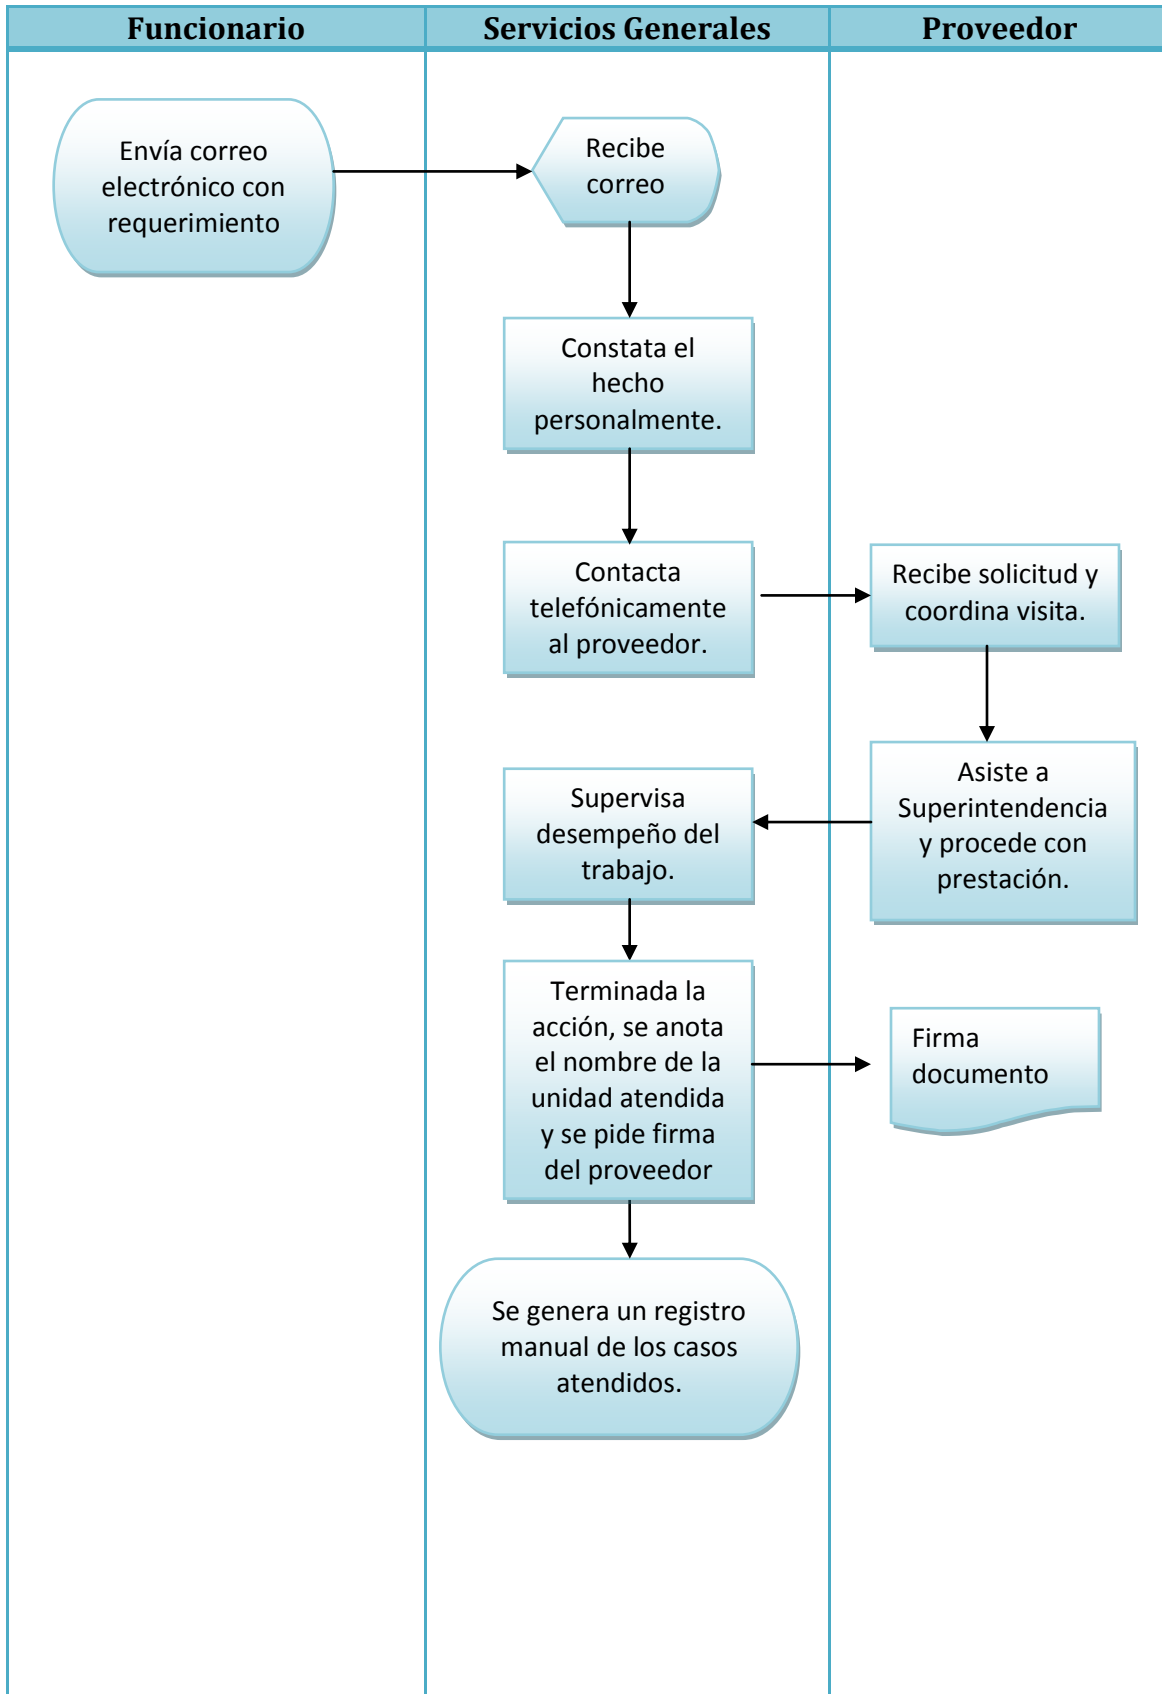 Funcionario
Servicios Generales
Proveedor
Envía correo
electrónico con
requerimiento
Recibe
correo
Constata el
hecho
personalmente.
Contacta
telefónicamente
al proveedor.
Recibe solicitud y
coordina visita.
Asiste a
Superintendencia
y procede con
prestación.
Supervisa
desempeño del
trabajo.
Terminada la
acción, se anota
el nombre de la
unidad atendida
y se pide firma
del proveedor
Firma
documento
Se genera un registro
manual de los casos
atendidos.